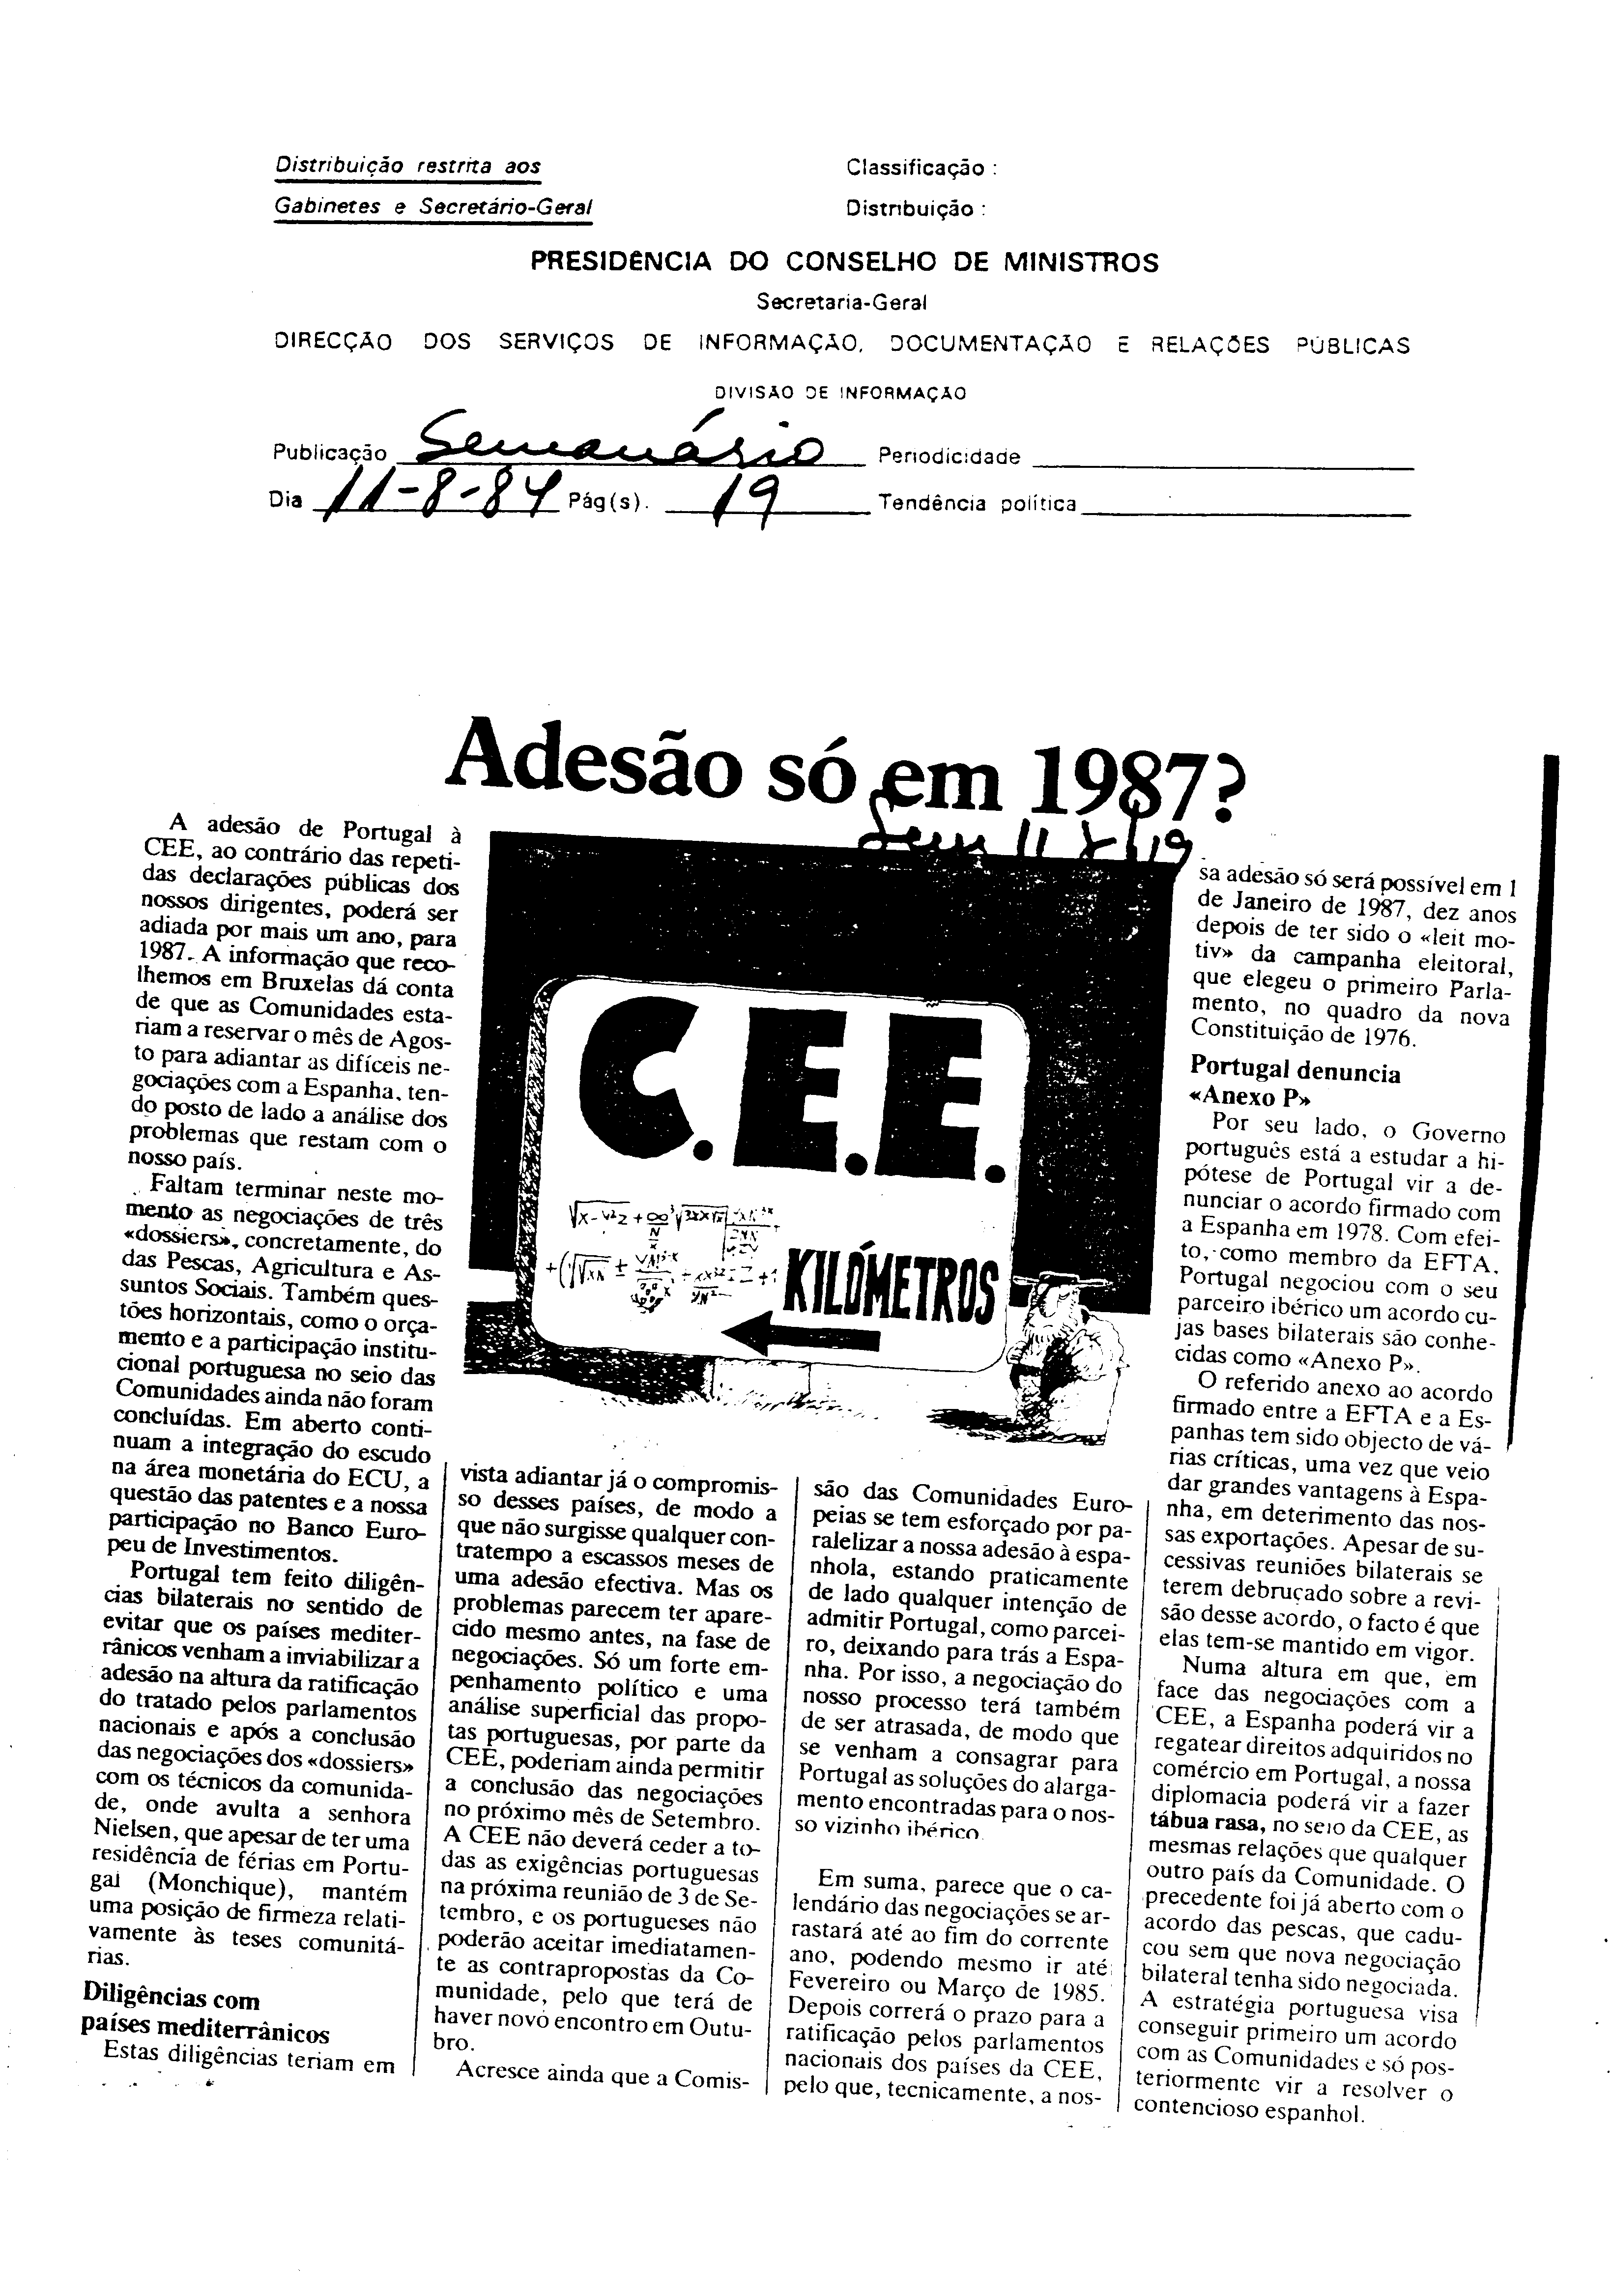 Distribuição restrita aos
Gabinetes e Secretário-Geral
Classificação :
Distribuição :
PRESIDÊNCIA DO CONSELHO DE MINISTROS
Secretaria-Geral
DIRECÇÃO DOS SERVIÇOS DE INFORMAÇÃO, DOCUMENTAÇÃO E RELAÇÕES PÚBLICAS
DIVISÃO DE INFORMAÇÃO
Publicação Semanário Periodicidade
Dia 11-8-84 Pág(s). 19 Tendência política
Adesão só em 1987?
A adesão de Portugal à
CEE, ao contrário das repeti-
das declarações públicas dos
nossos dirigentes, poderá ser
adiada por mais um ano, para
1987. A informação que reco-
lhemos em Bruxelas dá conta
de que as Comunidades esta-
riam a reservar o mês de Agos-
to para adiantar as difíceis ne-
gociações com a Espanha, ten-
do posto de lado a análise dos
problemas que restam com o
nosso país.
Faltam terminar neste mo-
mento as negociações de três
«dossiers», concretamente, do
das Pescas, Agricultura e As-
suntos Sociais. Também ques-
tões horizontais, como o orça-
mento e a participação institu-
cional portuguesa no seio das
Comunidades ainda não foram
concluídas. Em aberto conti-
nuam a integração do escudo
na área monetária do ECU, a
questão das patentes e a nossa
participação no Banco Euro-
peu de Investimentos.
Portugal tem feito diligên-
cias bilaterais no sentido de
evitar que os países mediter-
rânicos venham a inviabilizar a
adesão na altura da ratificação
do tratado pelos parlamentos
nacionais e após a conclusão
das negociações dos «dossiers»
com os técnicos da comunida-
de, onde avulta a senhora
Nielsen, que apesar de ter uma
residência de férias em Portu-
gal (Monchique), mantém
uma posição de firmeza relati-
vamente às teses comunitá-
rias.
Diligências com
países mediterrânicos
Estas diligências teriam em
C.E.E.
KILÓMETROS
vista adiantar já o compromis-
so desses países, de modo a
que não surgisse qualquer con-
tratempo a escassos meses de
uma adesão efectiva. Mas os
problemas parecem ter apare-
cido mesmo antes, na fase de
negociações. Só um forte em-
penhamento político e uma
análise superficial das propo-
tas portuguesas, por parte da
CEE, poderiam ainda permitir
a conclusão das negociações
no próximo mês de Setembro.
A CEE não deverá ceder a to-
das as exigências portuguesas
na próxima reunião de 3 de Se-
tembro, e os portugueses não
poderão aceitar imediatamen-
te as contrapropostas da Co-
munidade, pelo que terá de
haver novo encontro em Outu-
bro.
Acresce ainda que a Comis-
são das Comunidades Euro-
peias se tem esforçado por pa-
ralelizar a nossa adesão à espa-
nhola, estando praticamente
de lado qualquer intenção de
admitir Portugal, como parcei-
ro, deixando para trás a Espa-
nha. Por isso, a negociação do
nosso processo terá também
de ser atrasada, de modo que
se venham a consagrar para
Portugal as soluções do alarga-
mento encontradas para o nos-
so vizinho ibérico.
Em suma, parece que o ca-
lendário das negociações se ar-
rastará até ao fim do corrente
ano, podendo mesmo ir até
Fevereiro ou Março de 1985.
Depois correrá o prazo para a
ratificação pelos parlamentos
nacionais dos países da CEE,
pelo que, tecnicamente, a nos-
sa adesão só será possível em 1
de Janeiro de 1987, dez anos
depois de ter sido o «leit mo-
tiv» da campanha eleitoral,
que elegeu o primeiro Parla-
mento, no quadro da nova
Constituição de 1976.
Portugal denuncia
«Anexo P»
Por seu lado, o Governo
português está a estudar a hi-
pótese de Portugal vir a de-
nunciar o acordo firmado com
a Espanha em 1978. Com efei-
to, como membro da EFTA,
Portugal negociou com o seu
parceiro ibérico um acordo cu-
jas bases bilaterais são conhe-
cidas como «Anexo P».
O referido anexo ao acordo
firmado entre a EFTA e a Es-
panhas tem sido objecto de vá-
rias críticas, uma vez que veio
dar grandes vantagens à Espa-
nha, em deterimento das nos-
sas exportações. Apesar de su-
cessivas reuniões bilaterais se
terem debruçado sobre a revi-
são desse acordo, o facto é que
elas tem-se mantido em vigor.
Numa altura em que, em
face das negociações com a
CEE, a Espanha poderá vir a
regatear direitos adquiridos no
comércio em Portugal, a nossa
diplomacia poderá vir a fazer
tábua rasa, no seio da CEE, as
mesmas relações que qualquer
outro país da Comunidade. O
precedente foi já aberto com o
acordo das pescas, que cadu-
cou sem que nova negociação
bilateral tenha sido negociada.
A estratégia portuguesa visa
conseguir primeiro um acordo
com as Comunidades e só pos-
teriormente vir a resolver o
contencioso espanhol.